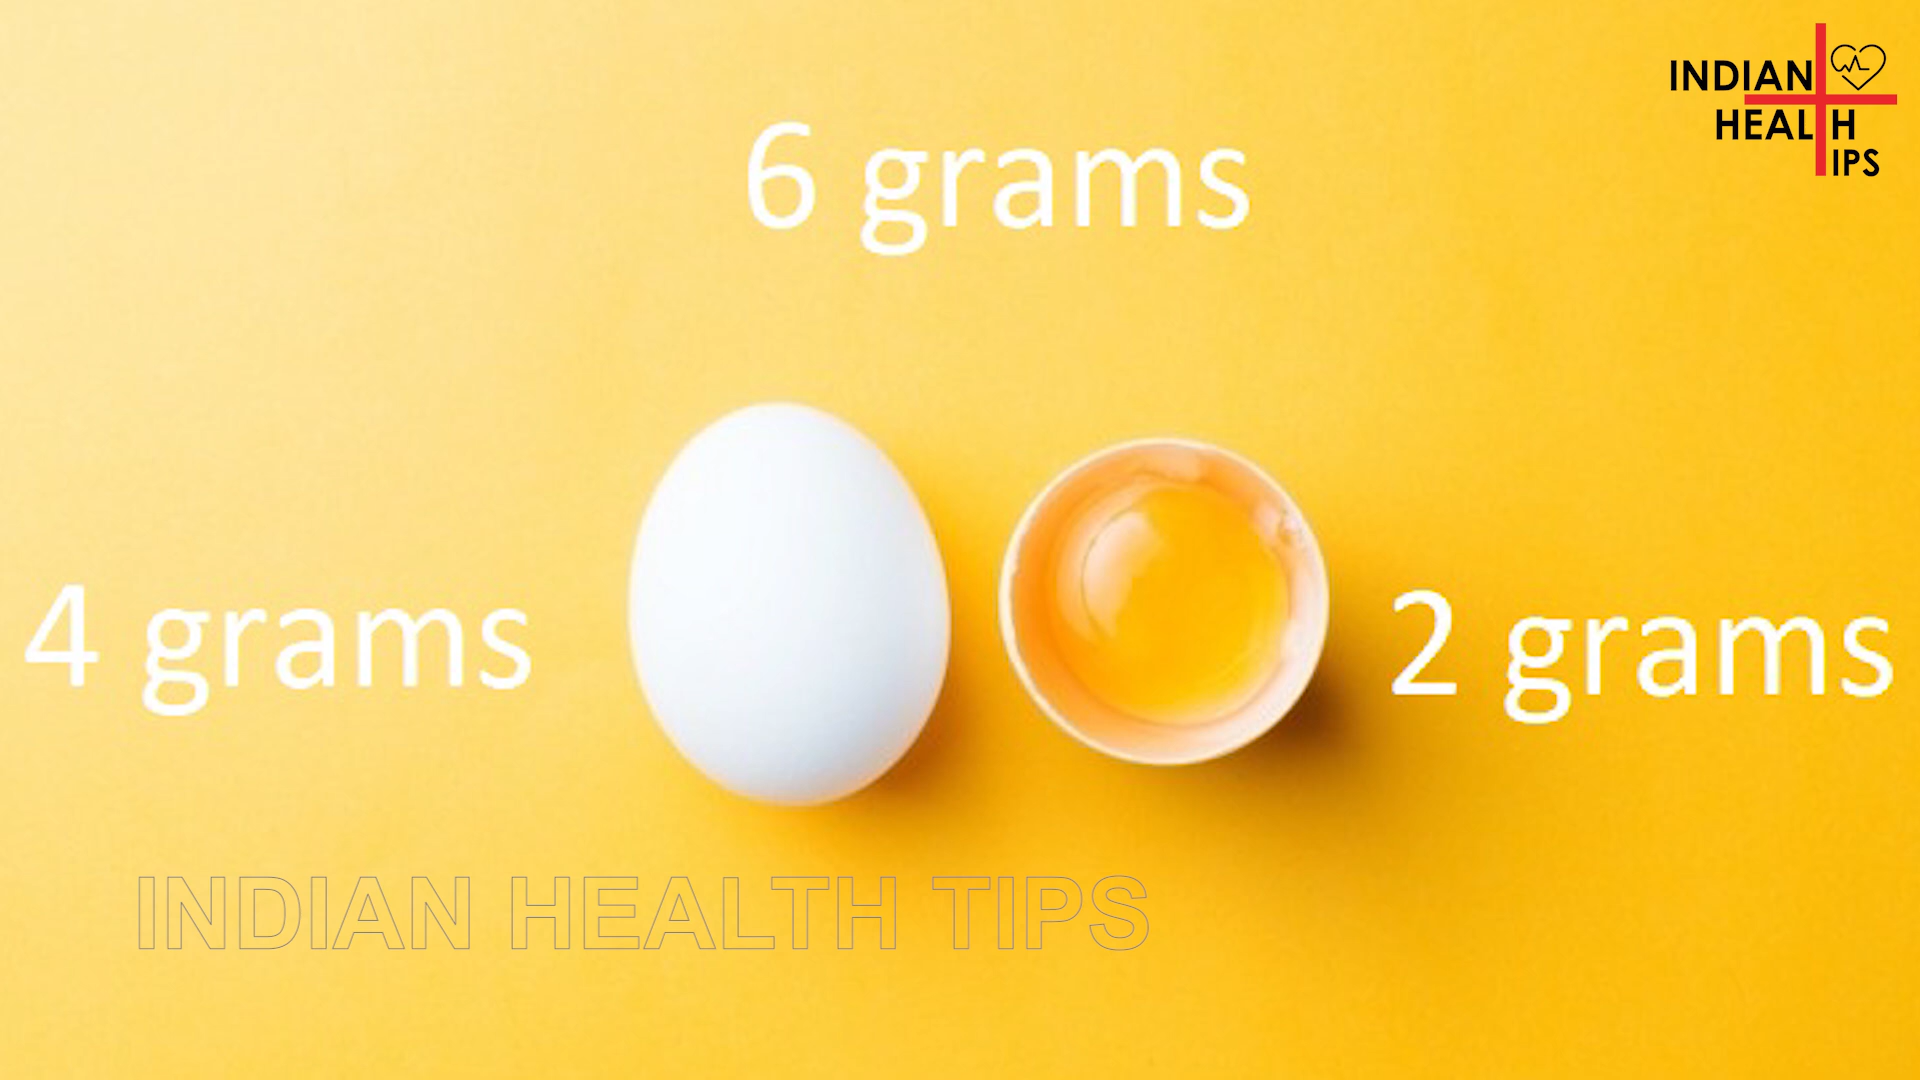 6 grams
INDIAN
HEALTH
TIPS
4 grams
2 grams
INDIAN HEALTH TIPS